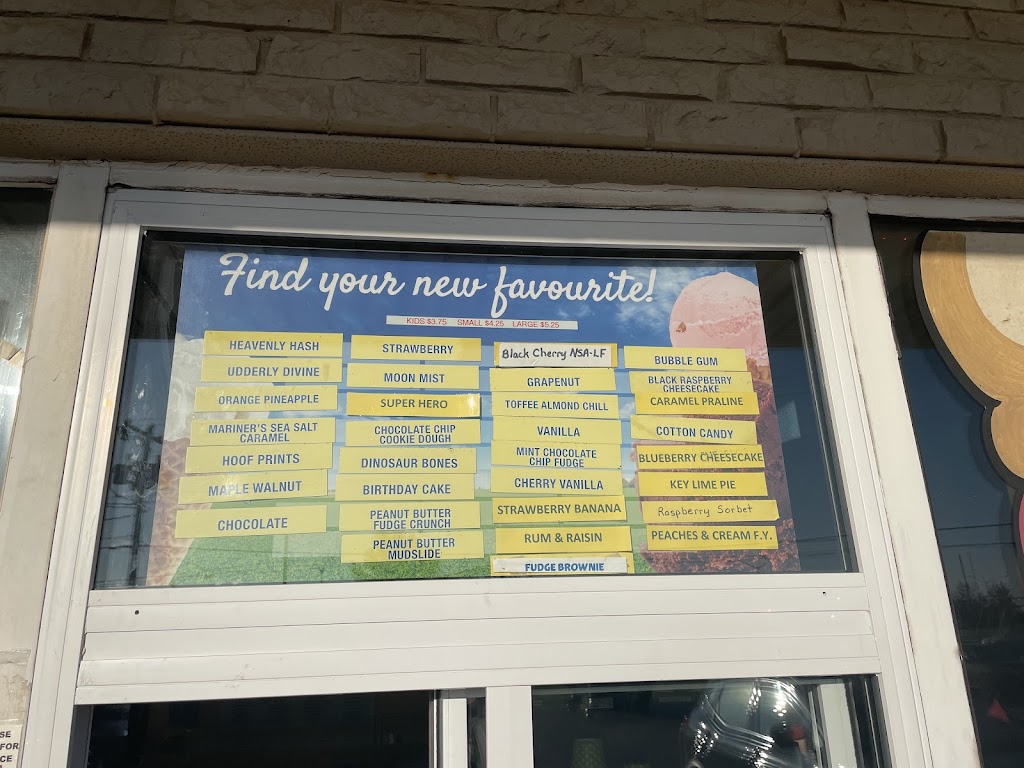 Find your new favourite!
KIDS $3.75 SMALL $4.25 LARGE $5.25
HEAVENLY HASH
UDDERLY DIVINE
ORANGE PINEAPPLE
MARINER'S SEA SALT
CARAMEL
HOOF PRINTS
MAPLE WALNUT
CHOCOLATE
STRAWBERRY
MOON MIST
SUPER HERO
CHOCOLATE CHIP
COOKIE DOUGH
DINOSAUR BONES
BIRTHDAY CAKE
PEANUT BUTTER
FUDGE CRUNCH
PEANUT BUTTER
MUDSLIDE
Black Cherry NSA-LF
GRAPENUT
TOFFEE ALMOND CHILL
VANILLA
MINT CHOCOLATE
CHIP FUDGE
CHERRY VANILLA
STRAWBERRY BANANA
RUM & RAISIN
FUDGE BROWNIE
BUBBLE GUM
BLACK RASPBERRY
CHEESECAKE
CARAMEL PRALINE
COTTON CANDY
BLUEBERRY CHEESECAKE
KEY LIME PIE
Raspberry Sorbet
PEACHES & CREAM F.Y.
SE
FOR
CE